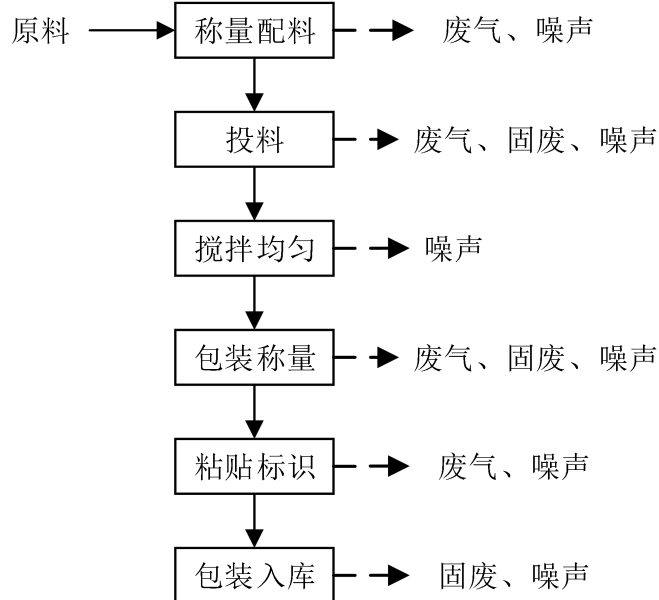 原料 称量配料 废气、噪声
投料 废气、固废、噪声
搅拌均匀 噪声
包装称量 废气、固废、噪声
粘贴标识 废气、噪声
包装入库 固废、噪声